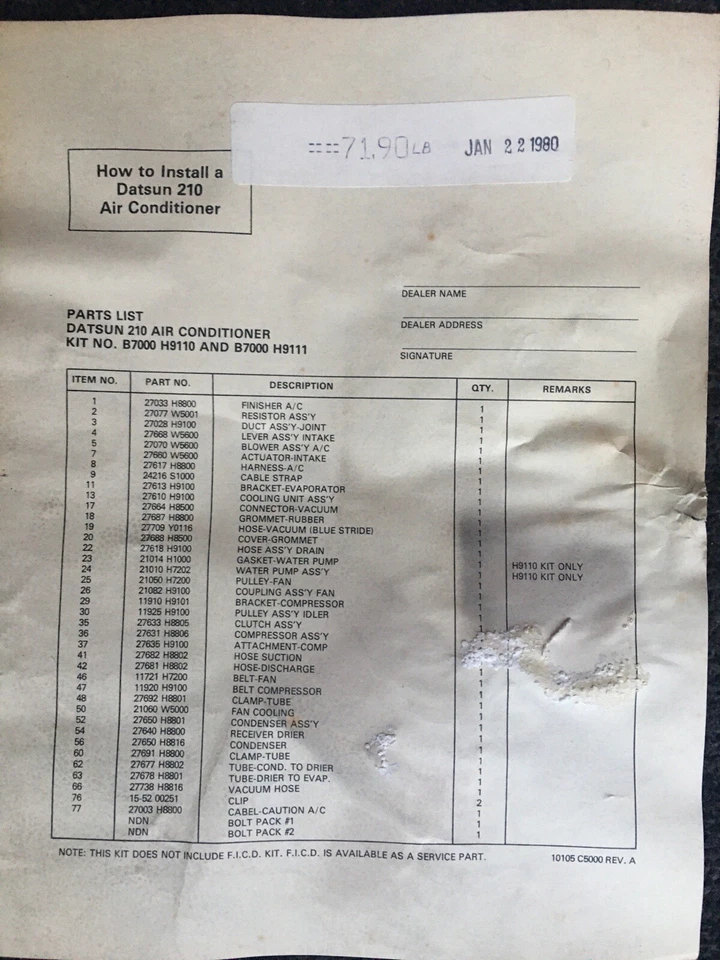 ====71.90LB JAN 22 1980
How to Install a
Datsun 210
Air Conditioner
DEALER NAME
DEALER ADDRESS
SIGNATURE
PARTS LIST
DATSUN 210 AIR CONDITIONER
KIT NO. B7000 H9110 AND B7000 H9111
ITEM NO. PART NO. DESCRIPTION QTY. REMARKS
1 27033 H8800 FINISHER A/C 1
2 27077 W5001 RESISTOR ASS'Y 1
3 27028 H9100 DUCT ASS'Y-JOINT 1
4 27668 W5600 LEVER ASS'Y INTAKE 1
5 27070 W5600 BLOWER ASS'Y A/C 1
7 27660 W5600 ACTUATOR-INTAKE 1
8 27617 H8800 HARNESS-A/C 1
9 24216 S1000 CABLE STRAP 1
11 27613 H9100 BRACKET-EVAPORATOR 1
13 27610 H9100 COOLING UNIT ASS'Y 1
17 27664 H8500 CONNECTOR-VACUUM 1
18 27687 H8800 GROMMET-RUBBER 1
19 27709 Y0116 HOSE-VACUUM (BLUE STRIDE) 1
20 27688 H8500 COVER-GROMMET 1
22 27618 H9100 HOSE ASS'Y DRAIN 1
23 21014 H1000 GASKET-WATER PUMP 1 H9110 KIT ONLY
24 21010 H7202 WATER PUMP ASS'Y 1 H9110 KIT ONLY
25 21050 H7200 PULLEY-FAN 1
26 21082 H9100 COUPLING ASS'Y FAN 1
29 11910 H9101 BRACKET-COMPRESSOR 1
30 11925 H9100 PULLEY ASS'Y IDLER 1
35 27633 H8805 CLUTCH ASS'Y 1
36 27631 H8806 COMPRESSOR ASS'Y 1
37 27635 H9100 ATTACHMENT-COMP 1
41 27682 H8802 HOSE SUCTION
42 27681 H8802 HOSE-DISCHARGE 1
46 11721 H7200 BELT-FAN 1
47 11920 H9100 BELT COMPRESSOR 1
48 27692 H8801 CLAMP-TUBE 1
50 21060 W5000 FAN COOLING 1
52 27650 H8801 CONDENSER ASS'Y 1
54 27640 H8800 RECEIVER DRIER 1
56 27650 H8816 CONDENSER 1
60 27691 H8800 CLAMP-TUBE 1
62 27677 H8802 TUBE-COND. TO DRIER 1
63 27678 H8801 TUBE-DRIER TO EVAP. 1
66 27738 H8816 VACUUM HOSE 1
76 15-52 00251 CLIP 2
77 27003 H8800 CABEL-CAUTION A/C 1
NDN BOLT PACK #1 1
NDN BOLT PACK #2 1
NOTE: THIS KIT DOES NOT INCLUDE F.I.C.D. KIT. F.I.C.D. IS AVAILABLE AS A SERVICE PART. 10105 C5000 REV. A